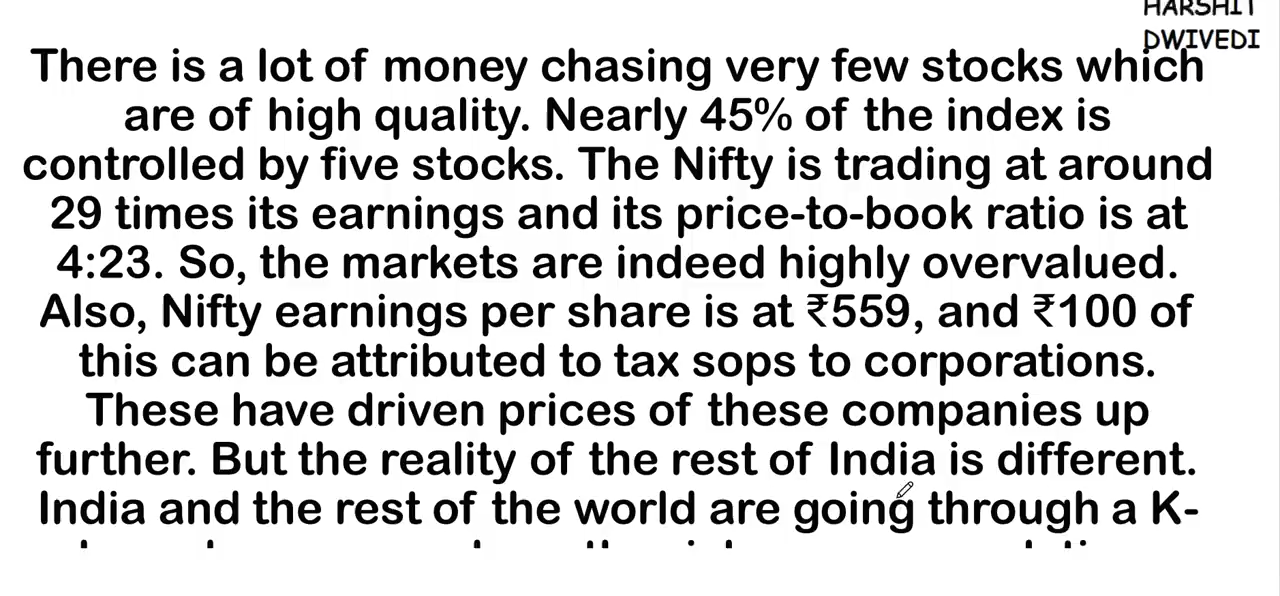 HARSHIT
DWIVEDI
There is a lot of money chasing very few stocks which
are of high quality. Nearly 45% of the index is
controlled by five stocks. The Nifty is trading at around
29 times its earnings and its price-to-book ratio is at
4:23. So, the markets are indeed highly overvalued.
Also, Nifty earnings per share is at ₹559, and ₹100 of
this can be attributed to tax sops to corporations.
These have driven prices of these companies up
further. But the reality of the rest of India is different.
India and the rest of the world are going through a K-